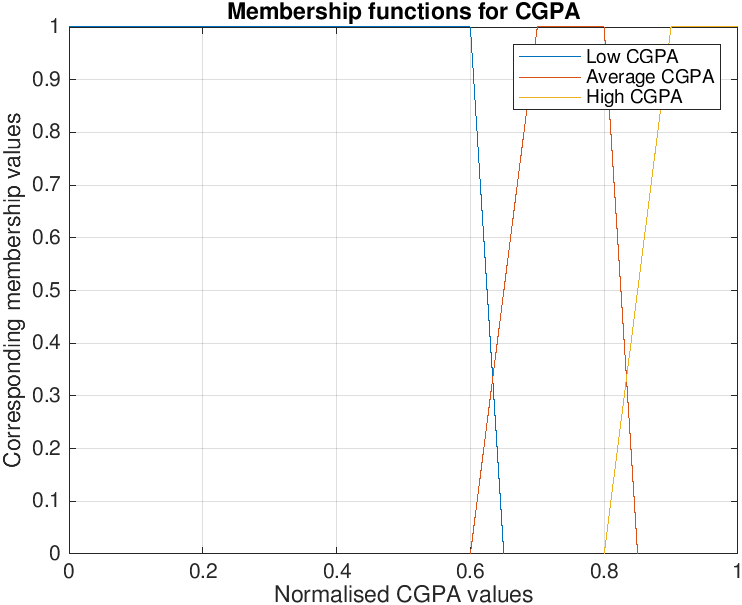 Membership functions for CGPA
Low CGPA
Average CGPA
High CGPA
Corresponding membership values
1
0.9
0.8
0.7
0.6
0.5
0.4
0.3
0.2
0.1
0
0 0.2 0.4 0.6 0.8 1
Normalised CGPA values